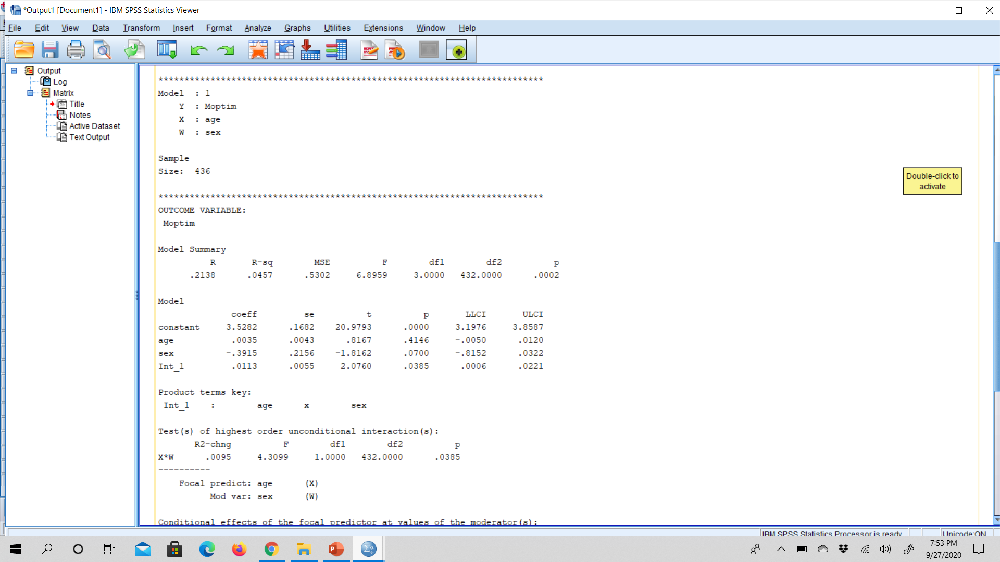 *Output1 [Document1] - IBM SPSS Statistics Viewer
File Edit View Data Transform Insert Format Analyze Graphs Utilities Extensions Window Help
Output
Log
Matrix
Title
Notes
Active Dataset
Text Output
**************************************************************************
Model : 1
Y : Moptim
X : age
W : sex
Sample
Size: 436
**************************************************************************
OUTCOME VARIABLE:
Moptim
Model Summary
R R-sq MSE F df1 df2 p
.2138 .0457 .5302 6.8959 3.0000 432.0000 .0002
Model
coeff se t p LLCI ULCI
constant 3.5282 .1682 20.9793 .0000 3.1976 3.8587
age .0035 .0043 .8167 .4146 -.0050 .0120
sex -.3915 .2156 -1.8162 .0700 -.8152 .0322
Int_1 .0113 .0055 2.0760 .0385 .0006 .0221
Product terms key:
Int_1 : age x sex
Test(s) of highest order unconditional interaction(s):
R2-chng F df1 df2 p
X*W .0095 4.3099 1.0000 432.0000 .0385
----------
Focal predict: age (X)
Mod var: sex (W)
Conditional effects of the focal predictor at values of the moderator(s):
Double-click to
activate
IBM SPSS Statistics Processor is ready Unicode:ON
7:53 PM
9/27/2020